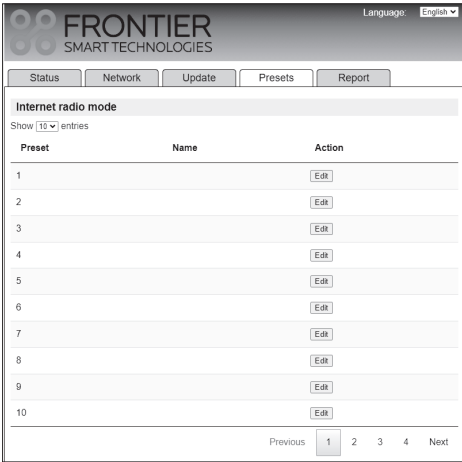 FRONTIER
SMART TECHNOLOGIES
Language: English
Status Network Update Presets Report
Internet radio mode
Show 10 entries
Preset Name Action
1 Edit
2 Edit
3 Edit
4 Edit
5 Edit
6 Edit
7 Edit
8 Edit
9 Edit
10 Edit
Previous 1 2 3 4 Next